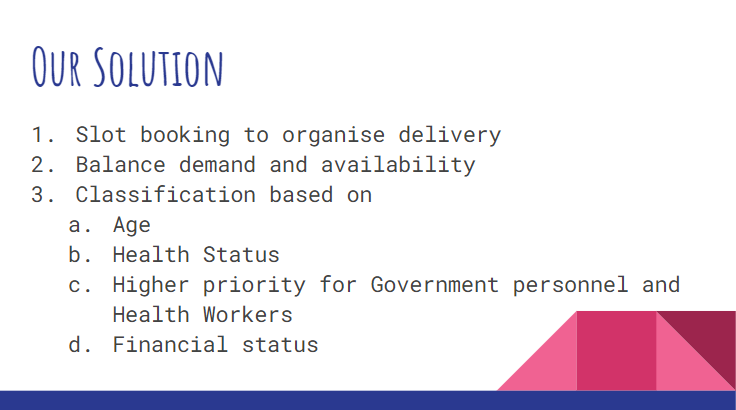 Our Solution
1. Slot booking to organise delivery
2. Balance demand and availability
3. Classification based on
a. Age
b. Health Status
c. Higher priority for Government personnel and
Health Workers
d. Financial status